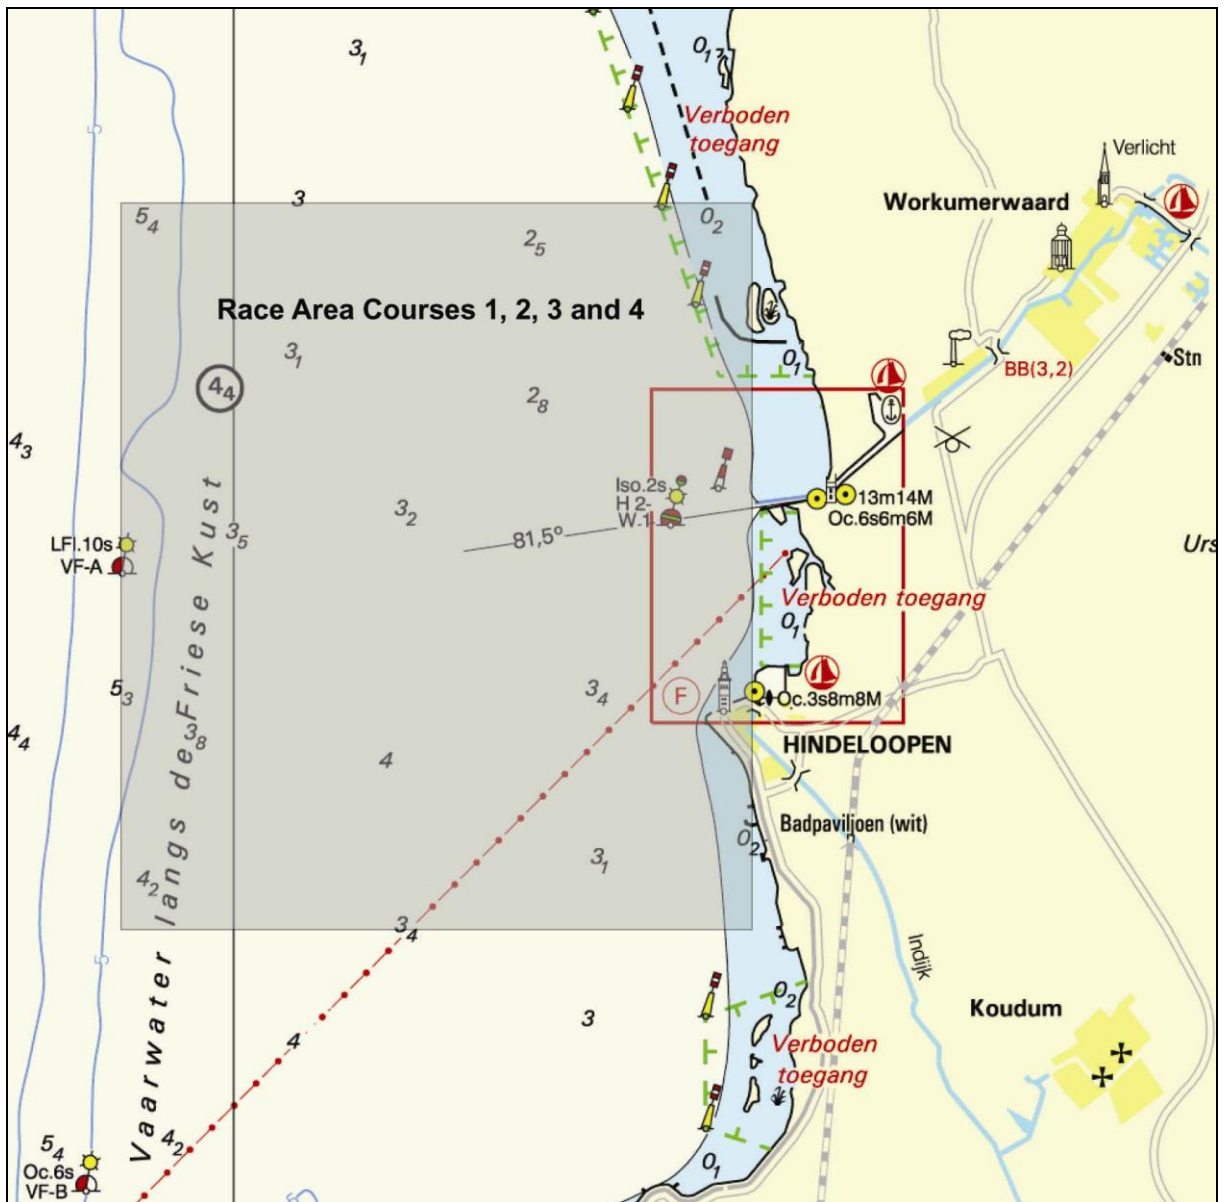 3₁
0₁
5
Verboden
toegang
Verlicht
Workumerwaard
3
5₄
0₂
2₅
Race Area Courses 1, 2, 3 and 4
3₁
0₁
BB(3,2)
Stn
4₄
2₈
4₃
Iso.2s
H 2-
W.1
13m14M
Oc.6s6m6M
3₂
3₅
81,5°
LFl.10s
VF-A
Urs
Verboden toegang
0₁
5₃
3₄
F
Oc.3s8m8M
4₄
3₈
HINDELOOPEN
4
Badpaviljoen (wit)
0₂
3₁
4₂
3₄
Vaarwater langs de Friese Kust
Indijk
5
0₂
Koudum
3
4
Verboden
toegang
4₂
5₄
Oc.6s
VF-B
0₁
5